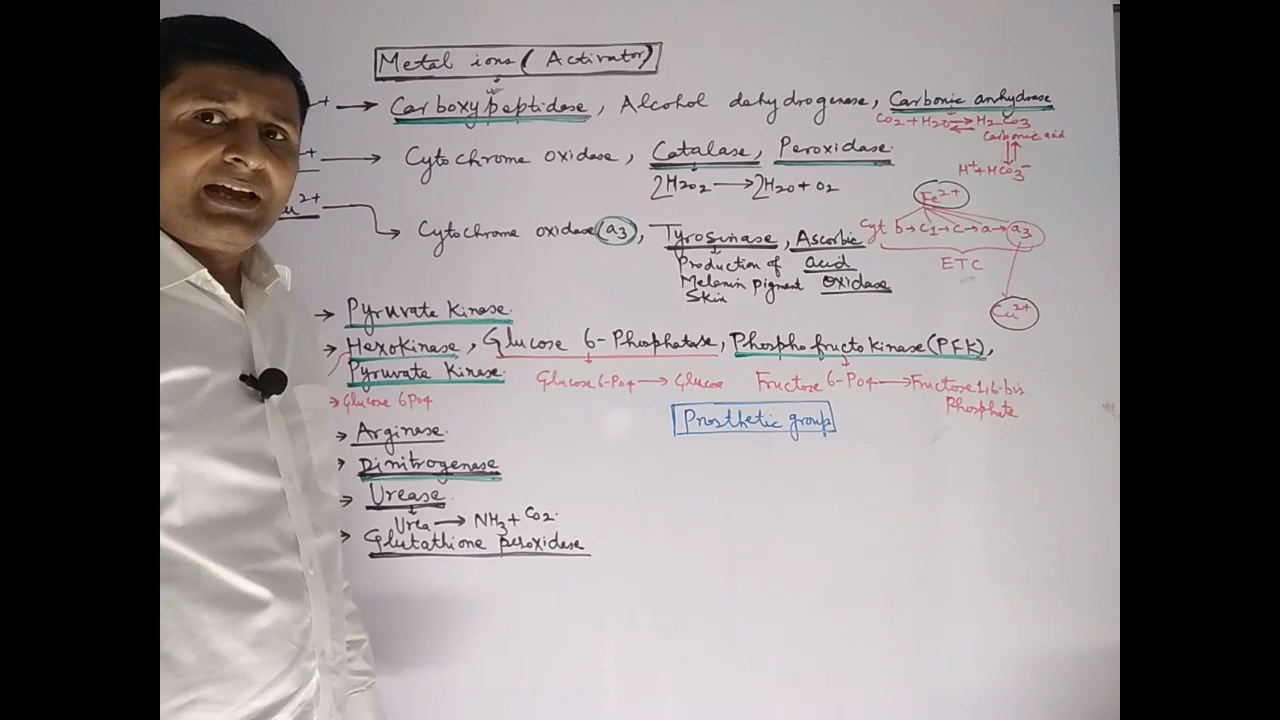 Metal ions (Activator)
+ → Carboxypeptidase, Alcohol dehydrogenase, Carbonic anhydrase
CO2 + H2O ⇌ H2CO3
Carbonic acid
H+ + HCO3-
+ → Cytochrome oxidase, Catalase, Peroxidase.
2H2O2 → 2H2O + O2
Fe2+
u2+ → Cytochrome oxidase (a3), Tyrosinase, Ascorbic
acid
oxidase
Production of
Melanin pigment
Skin
Cyt b → c1 → c → a → a3
ETC
Cu2+
→ Pyruvate Kinase.
→ Hexokinase, Glucose 6-Phosphatase, Phosphofructokinase (PFK),
Pyruvate Kinase.
→ Glucose 6PO4
Glucose 6-PO4 → Glucose
Fructose 6-PO4 → Fructose 1,6-bis
Phosphate
Prosthetic group
→ Arginase.
→ Dinitrogenase
→ Urease.
Urea → NH3 + CO2.
→ Glutathione peroxidase